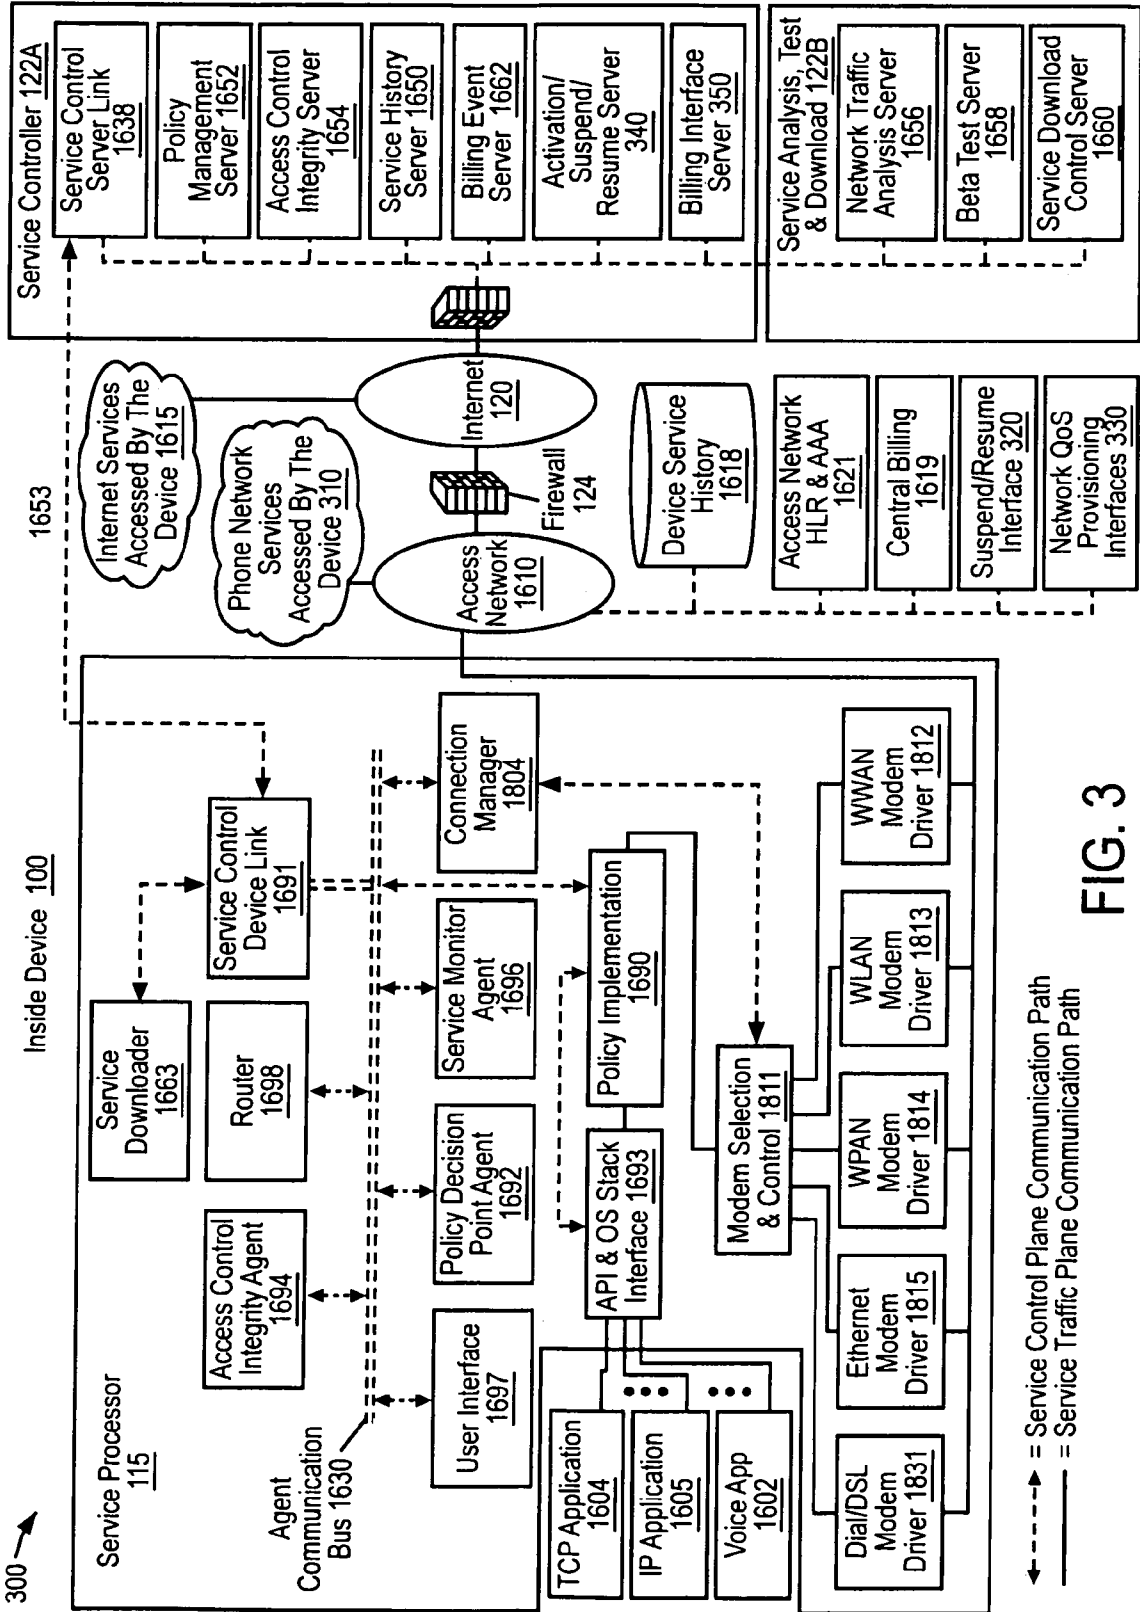 300
Inside Device 100
Service Processor
115
Service
Downloader
1663
Access Control
Integrity Agent
1694
Router
1698
Service Control
Device Link
1691
1653
Agent
Communication
Bus 1630
User Interface
1697
Policy Decision
Point Agent
1692
Service Monitor
Agent
1696
Connection
Manager
1804
TCP Application
1604
IP Application
1605
Voice App
1602
API & OS Stack
Interface 1693
Policy Implementation
1690
Modem Selection
& Control 1811
Dial/DSL
Modem
Driver 1831
Ethernet
Modem
Driver 1815
WPAN
Modem
Driver 1814
WLAN
Modem
Driver 1813
WWAN
Modem
Driver 1812
Internet Services
Accessed By The
Device 1615
Phone Network
Services
Accessed By The
Device 310
Access
Network
1610
Firewall
124
Internet
120
Device Service
History
1618
Access Network
HLR & AAA
1621
Central Billing
1619
Suspend/Resume
Interface 320
Network QoS
Provisioning
Interfaces 330
Service Controller 122A
Service Control
Server Link
1638
Policy
Management
Server 1652
Access Control
Integrity Server
1654
Service History
Server 1650
Billing Event
Server 1662
Activation/
Suspend/
Resume Server
340
Billing Interface
Server 350
Service Analysis, Test
& Download 122B
Network Traffic
Analysis Server
1656
Beta Test Server
1658
Service Download
Control Server
1660
= Service Control Plane Communication Path
= Service Traffic Plane Communication Path
FIG. 3